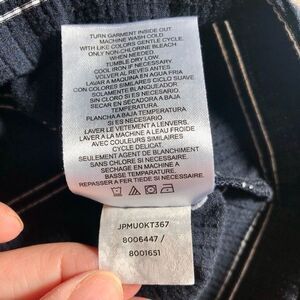 TURN GARMENT INSIDE OUT
MACHINE WASH COLD
WITH LIKE COLORS GENTLE CYCLE.
ONLY NON-CHLORINE BLEACH
WHEN NEEDED
TUMBLE DRY LOW
COOL IRON IF NECESSARY
VOLVER AL REVÉS ANTES
LAVAR A MAQUINA EN AGUA FRIA
CON COLORES SIMILARES CICLO SUAVE
SOLAMENTE BLANQUEADOR
SIN CLORO SI ES NECESARIO
SECAR EN SECADORA A BAJA
TEMPERATURA
PLANCHA A BAJA TEMPERATURA
SI ES NECESARIO
LAVER LE VETEMENT A L'ENVERS.
LAVER À LA MACHINE À L'EAU FROIDE
AVEC COULEURS SIMILAIRES
CYCLE DELICAT.
SEULEMENT AGENT DE BLANCHIMENT
SANS CHLORE SI NECESSAIRE.
SECHAGE EN MACHINE A
BASSE TEMPERATURE
REPASSER A FER TIEDE SI NECESSAIRE
JPMU0KT367
8006447 /
8001651